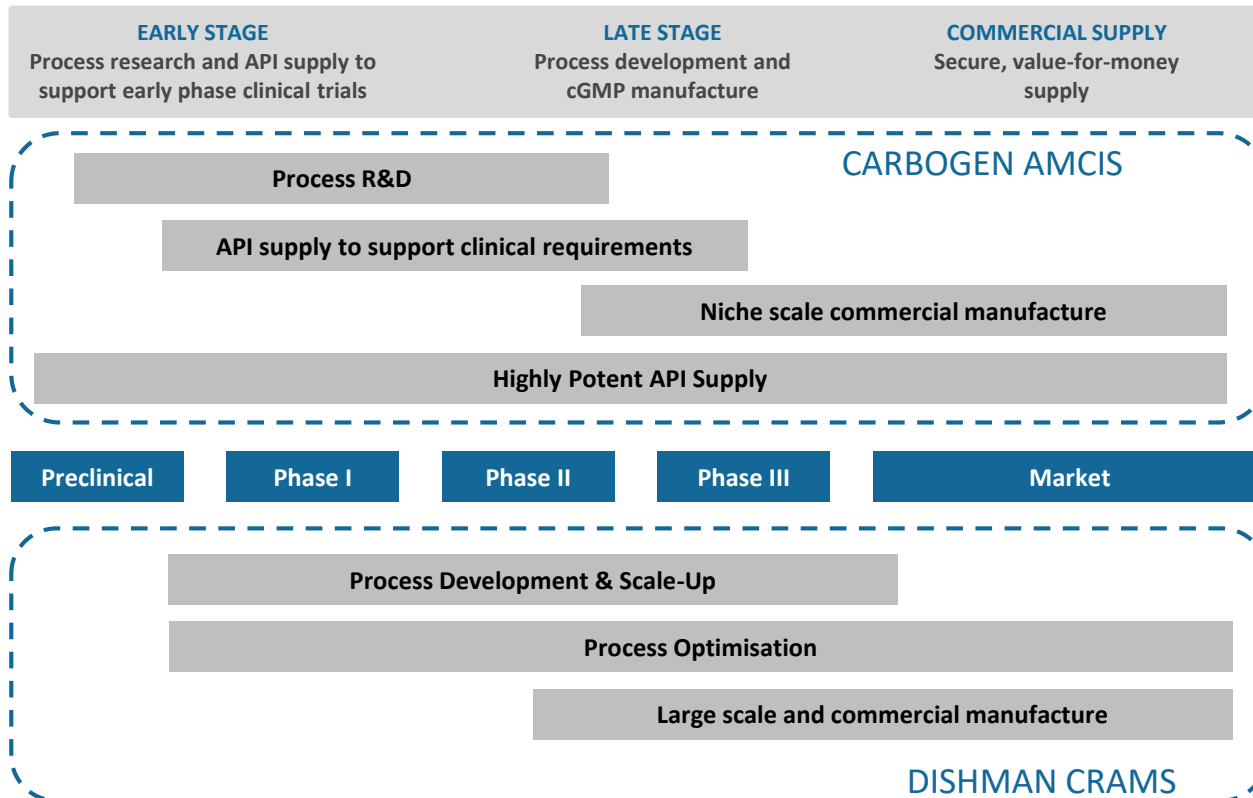 EARLY STAGE
Process research and API supply to
support early phase clinical trials
LATE STAGE
Process development and
cGMP manufacture
COMMERCIAL SUPPLY
Secure, value-for-money
supply
CARBOGEN AMCIS
Process R&D
API supply to support clinical requirements
Niche scale commercial manufacture
Highly Potent API Supply
Preclinical
Phase I
Phase II
Phase III
Market
Process Development & Scale-Up
Process Optimisation
Large scale and commercial manufacture
DISHMAN CRAMS